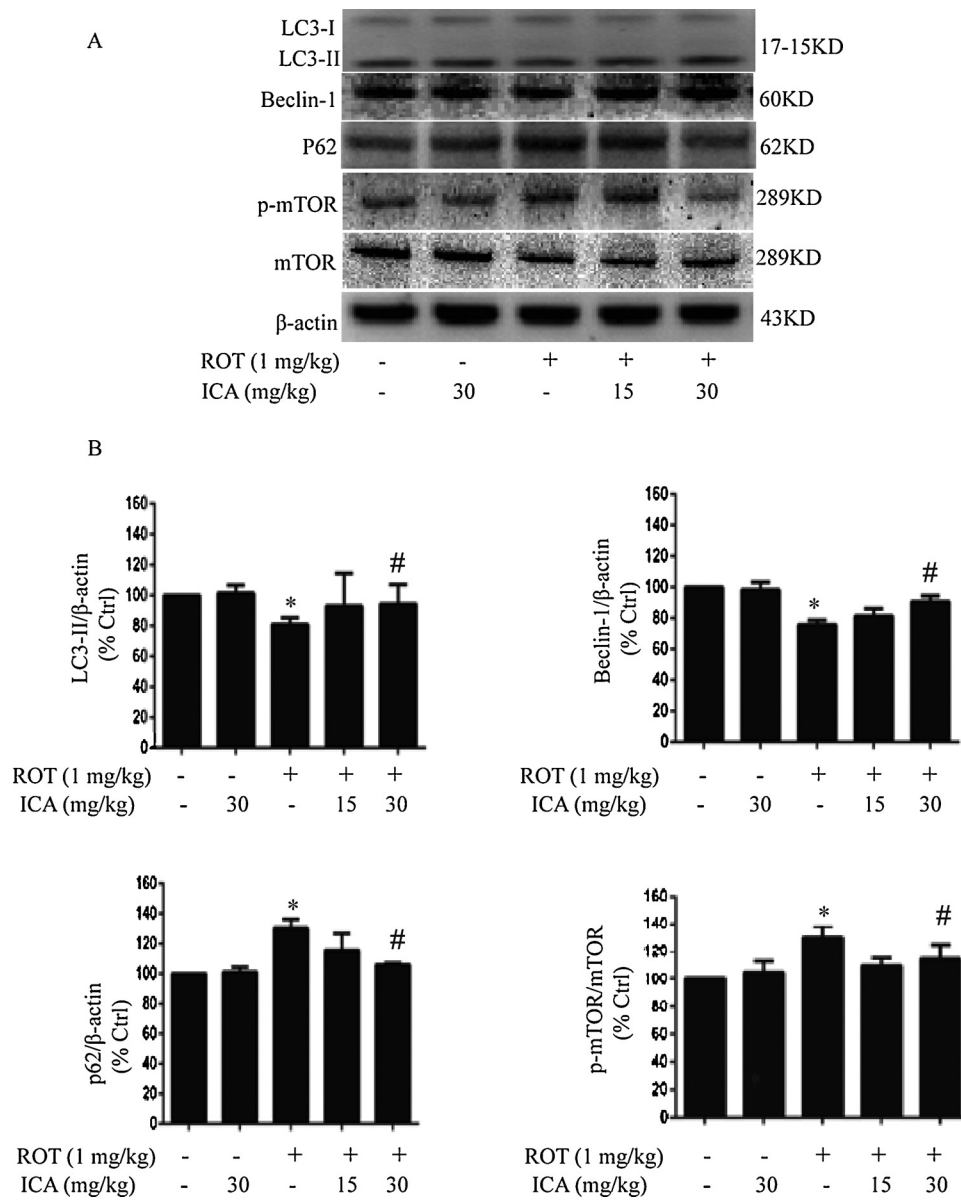 A
LC3-I
LC3-II
17-15KD
Beclin-1
60KD
P62
62KD
p-mTOR
289KD
mTOR
289KD
β-actin
43KD
ROT (1 mg/kg) - - + + +
ICA (mg/kg) - 30 - 15 30
B
LC3-II/β-actin
(% Ctrl)
160
140
120
100
80
60
40
20
0
* #
ROT (1 mg/kg) - - + + +
ICA (mg/kg) - 30 - 15 30
Beclin-1/β-actin
(% Ctrl)
160
140
120
100
80
60
40
20
0
* #
ROT (1 mg/kg) - - + + +
ICA (mg/kg) - 30 - 15 30
p62/β-actin
(% Ctrl)
160
140
120
100
80
60
40
20
0
* #
ROT (1 mg/kg) - - + + +
ICA (mg/kg) - 30 - 15 30
p-mTOR/mTOR
(% Ctrl)
160
140
120
100
80
60
40
20
0
* #
ROT (1 mg/kg) - - + + +
ICA (mg/kg) - 30 - 15 30